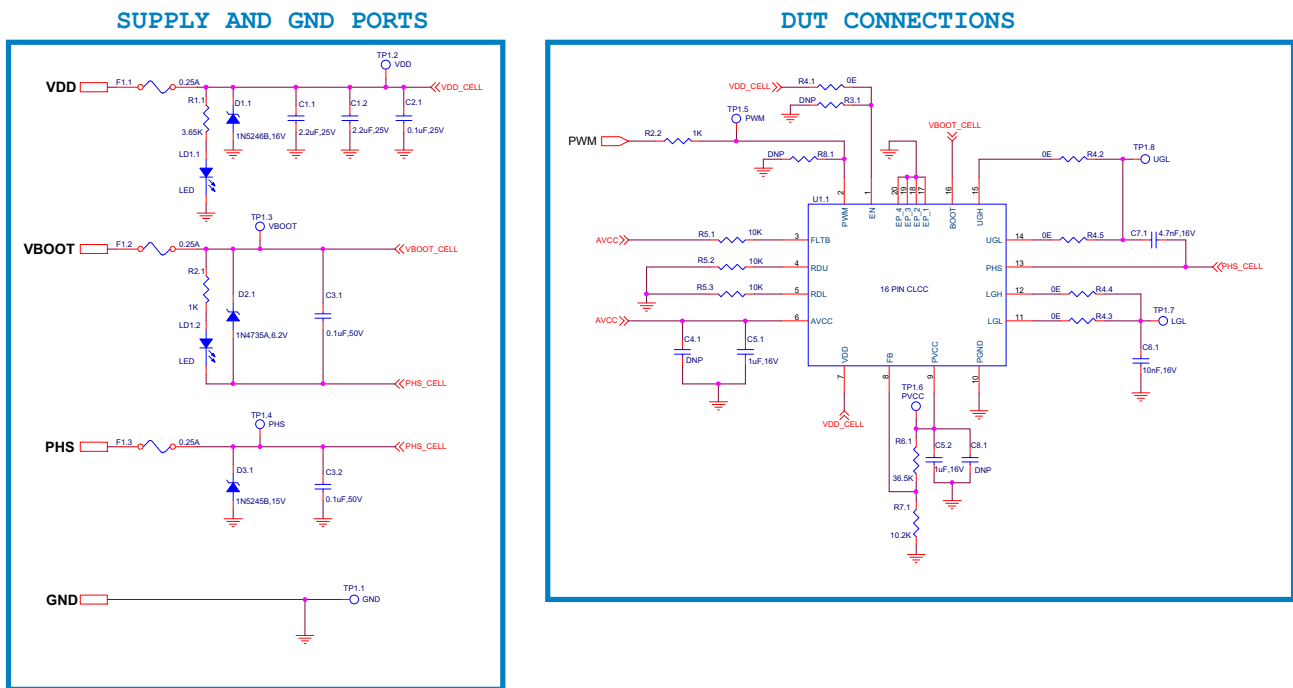 SUPPLY AND GND PORTS
VDD
F1.1
0.25A
TP1.2
VDD
VDD_CELL
R1.1
3.65K
D1.1
1N5246B,16V
C1.1
2.2uF,25V
C1.2
2.2uF,25V
C2.1
0.1uF,25V
LD1.1
LED
VBOOT
F1.2
0.25A
TP1.3
VBOOT
VBOOT_CELL
R2.1
1K
D2.1
1N4735A,6.2V
C3.1
0.1uF,50V
LD1.2
LED
PHS_CELL
PHS
F1.3
0.25A
TP1.4
PHS
PHS_CELL
D3.1
1N5245B,15V
C3.2
0.1uF,50V
GND
TP1.1
GND
DUT CONNECTIONS
VDD_CELL
R4.1
0E
DNP
R3.1
TP1.5
PWM
PWM
R2.2
1K
DNP
R8.1
VBOOT_CELL
0E
R4.2
TP1.8
UGL
2
1
20
19
18
17
16
15
U1.1
PWM
EN
EP_4
EP_3
EP_2
EP_1
BOOT
UGH
AVCC
R5.1
10K
3
FLTB
R5.2
10K
4
RDU
R5.3
10K
5
RDL
AVCC
6
AVCC
16 PIN CLCC
UGL
14
0E
R4.5
C7.1
4.7nF,16V
PHS
13
PHS_CELL
LGH
12
0E
R4.4
LGL
11
0E
R4.3
TP1.7
LGL
C6.1
10nF,16V
C4.1
DNP
C5.1
1uF,16V
VDD
FB
PVCC
PGND
7
8
9
10
VDD_CELL
TP1.6
PVCC
R6.1
36.5K
C5.2
1uF,16V
C8.1
DNP
R7.1
10.2K